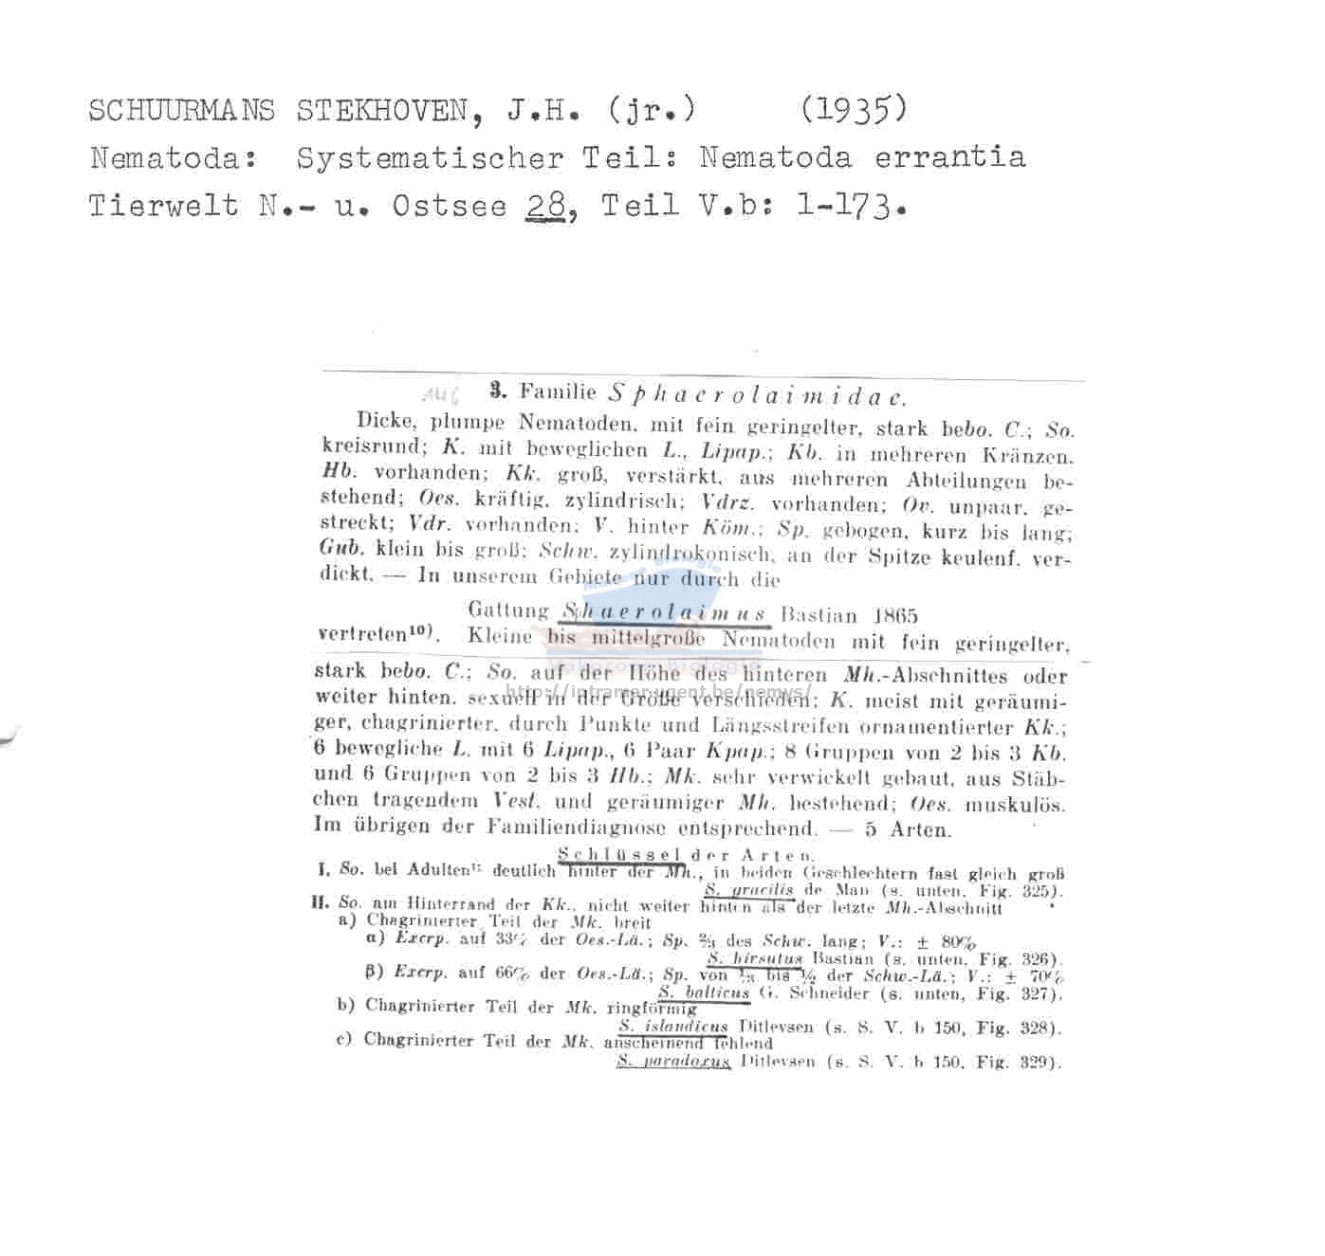 SCHUURMANS STEKHOVEN, J.H. (jr.) (1935)
Nematoda: Systematischer Teil: Nematoda errantia
Tierwelt N.- u. Ostsee 28, Teil V.b: 1-173.
146
3. Familie Sphaerolaimidae.
Dicke, plumpe Nematoden, mit fein geringelter, stark bebo. C.; So.
kreisrund; K. mit beweglichen L., Lipap.; Kb. in mehreren Kränzen.
Hb. vorhanden; Kk. groß, verstärkt, aus mehreren Abteilungen be-
stehend; Oes. kräftig, zylindrisch; Vdrz. vorhanden; Ov. unpaar, ge-
streckt; Vdr. vorhanden; V. hinter Köm.; Sp. gebogen, kurz bis lang;
Gub. klein bis groß; Schw. zylindrokonisch, an der Spitze keulenf. ver-
dickt. — In unserem Gebiete nur durch die
Gattung Sphaerolaimus Bastian 1865
vertreten¹⁰). Kleine bis mittelgroße Nematoden mit fein geringelter,
stark bebo. C.; So. auf der Höhe des hinteren Mh.-Abschnittes oder
http://intramar.ugent.be/nemys/
weiter hinten, sexuell in der Größe verschieden; K. meist mit geräumi-
ger, chagrinierter, durch Punkte und Längsstreifen ornamentierter Kk.;
6 bewegliche L. mit 6 Lipap., 6 Paar Kpap.; 8 Gruppen von 2 bis 3 Kb.
und 6 Gruppen von 2 bis 3 Hb.; Mk. sehr verwickelt gebaut, aus Stäb-
chen tragendem Vest. und geräumiger Mh. bestehend; Oes. muskulös.
Im übrigen der Familiendiagnose entsprechend. — 5 Arten.
Schlüssel der Arten.
I. So. bei Adulten deutlich hinter der Mh., in beiden Geschlechtern fast gleich groß
S. gracilis de Man (s. unten, Fig. 325).
II. So. am Hinterrand der Kk., nicht weiter hinten als der letzte Mh.-Abschnitt
a) Chagrinierter Teil der Mk. breit
α) Excrp. auf 33% der Oes.-Lä.; Sp. ⅔ des Schw. lang; V.: ± 80%
S. hirsutus Bastian (s. unten, Fig. 326).
β) Excrp. auf 66% der Oes.-Lä.; Sp. von bis ½ der Schw.-Lä.; V.: ± 70%
S. balticus G. Schneider (s. unten, Fig. 327).
b) Chagrinierter Teil der Mk. ringförmig
S. islandicus Ditlevsen (s. S. V. b 150, Fig. 328).
c) Chagrinierter Teil der Mk. anscheinend fehlend
S. paradoxus Ditlevsen (s. S. V. b 150, Fig. 329).